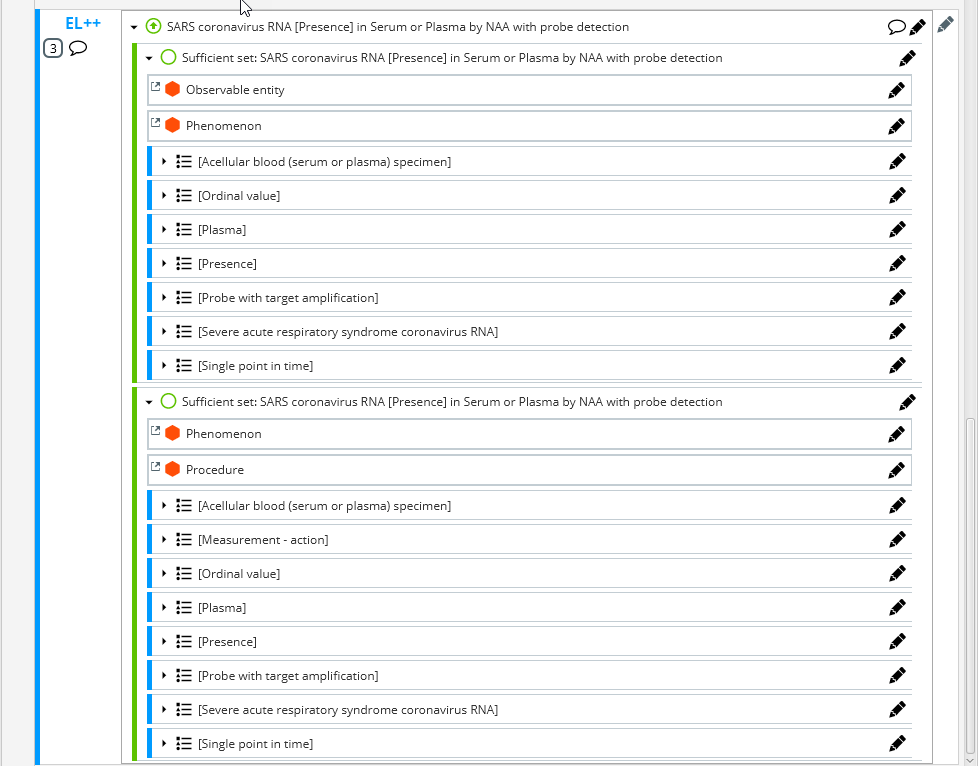 EL++
3
SARS coronavirus RNA [Presence] in Serum or Plasma by NAA with probe detection
Sufficient set: SARS coronavirus RNA [Presence] in Serum or Plasma by NAA with probe detection
Observable entity
Phenomenon
[Acellular blood (serum or plasma) specimen]
[Ordinal value]
[Plasma]
[Presence]
[Probe with target amplification]
[Severe acute respiratory syndrome coronavirus RNA]
[Single point in time]
Sufficient set: SARS coronavirus RNA [Presence] in Serum or Plasma by NAA with probe detection
Phenomenon
Procedure
[Acellular blood (serum or plasma) specimen]
[Measurement - action]
[Ordinal value]
[Plasma]
[Presence]
[Probe with target amplification]
[Severe acute respiratory syndrome coronavirus RNA]
[Single point in time]